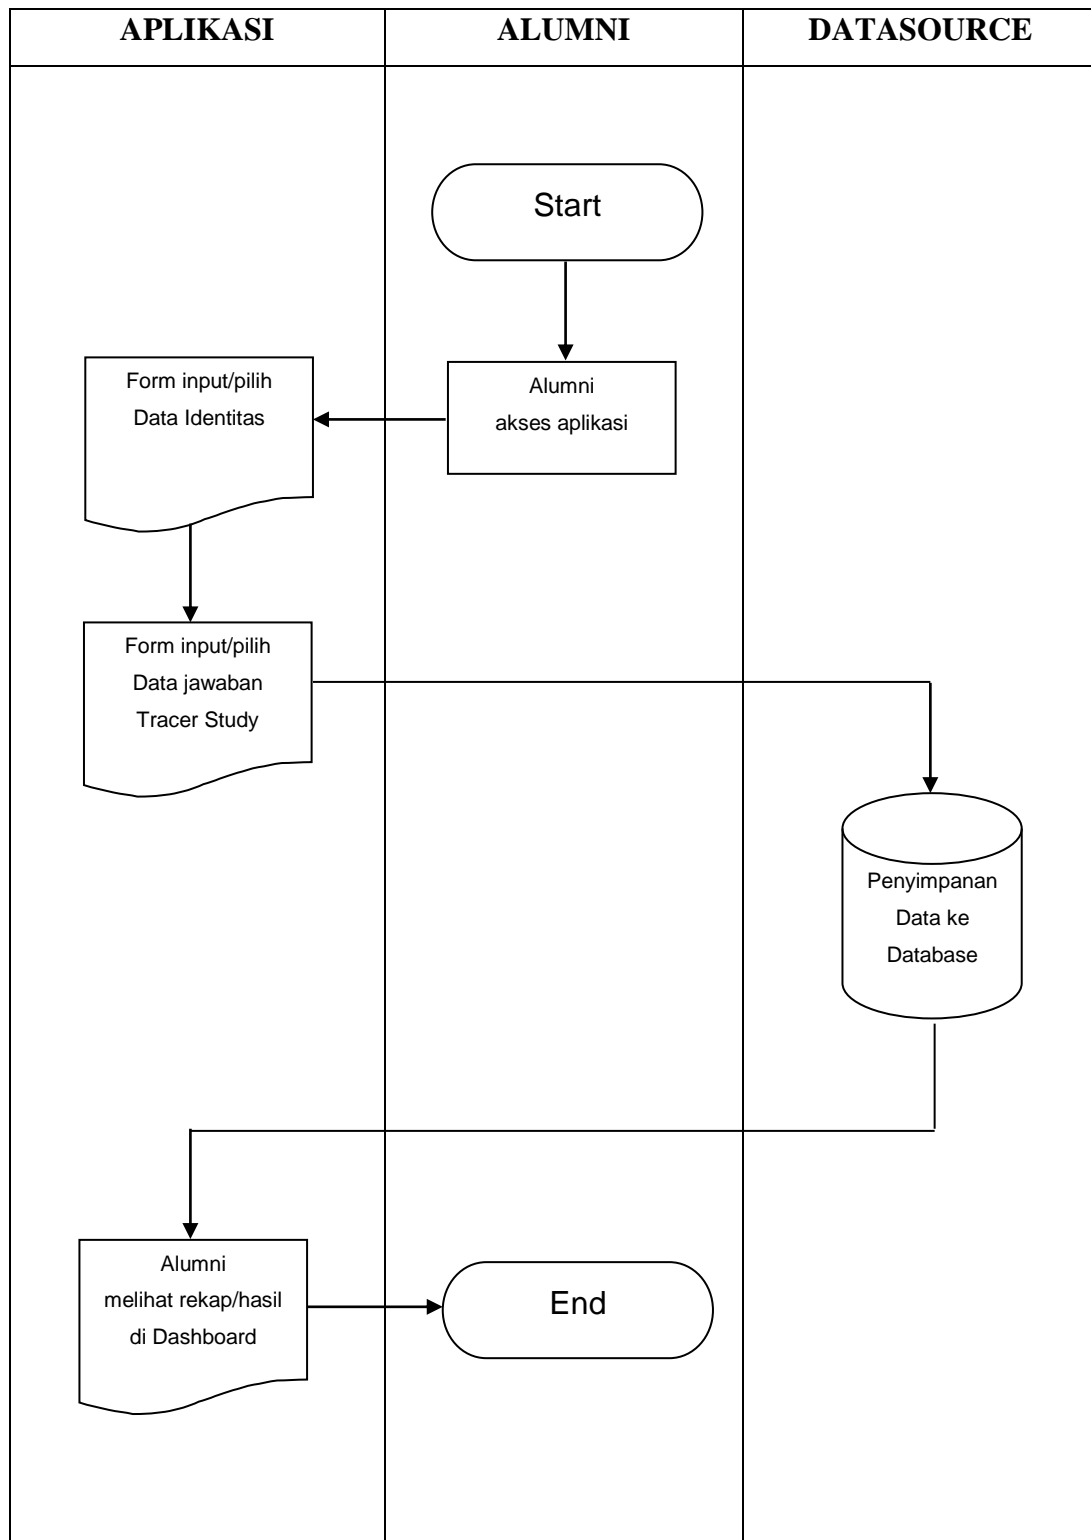 APLIKASI
ALUMNI
DATASOURCE
Start
Alumni
akses aplikasi
Form input/pilih
Data Identitas
Form input/pilih
Data jawaban
Tracer Study
Penyimpanan
Data ke
Database
Alumni
melihat rekap/hasil
di Dashboard
End